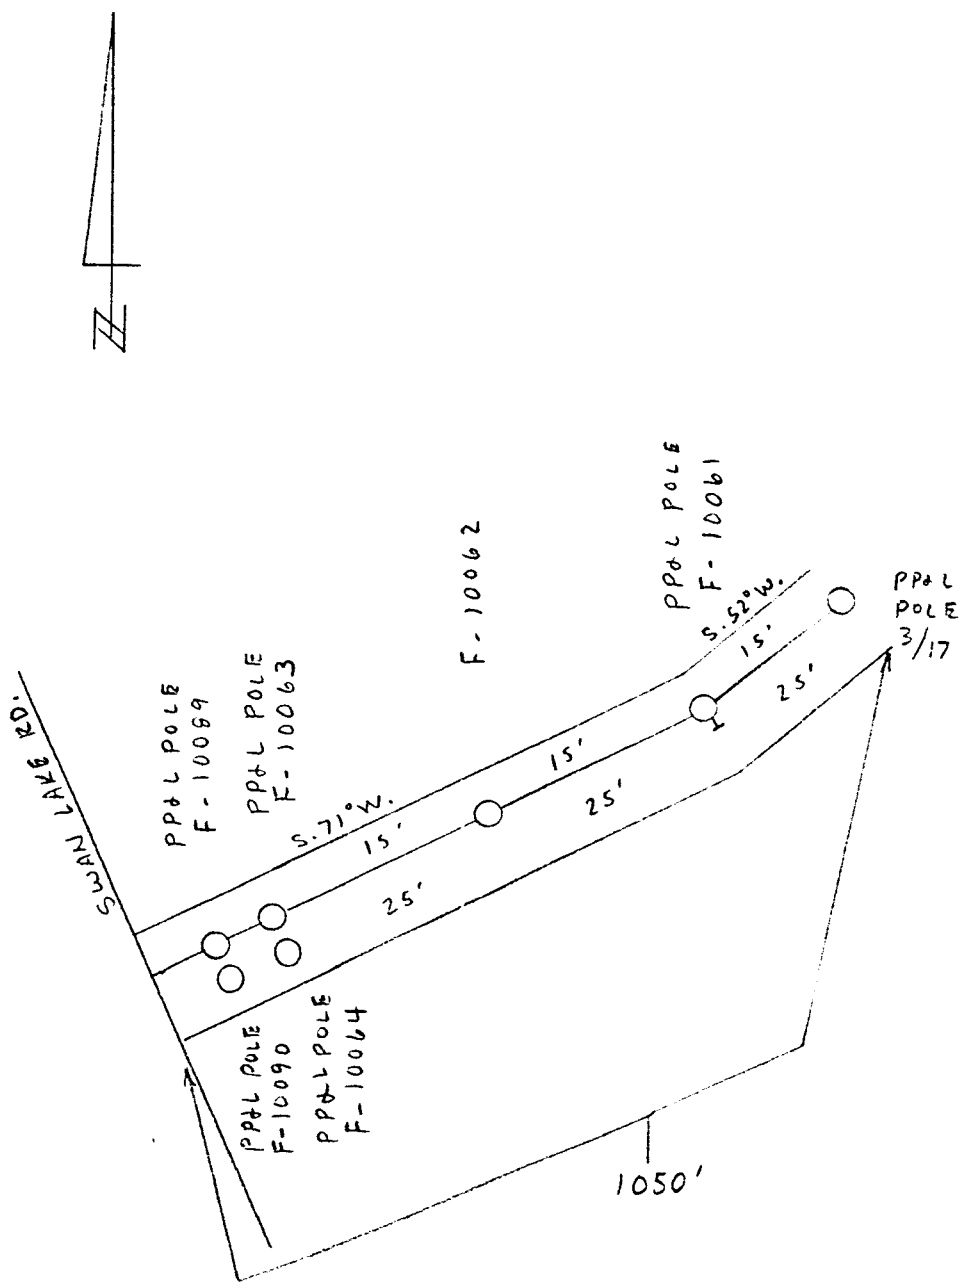 N
SWAN LAKE RD.
PP&L POLE
F-10089
PP&L POLE
F-10063
F-10062
PP&L POLE
F-10061
S.71°W.
S.52°W.
15'
15'
15'
25'
25'
25'
PP&L
POLE
3/17
PP&L POLE
F-10090
PP&L POLE
F-10064
1050'